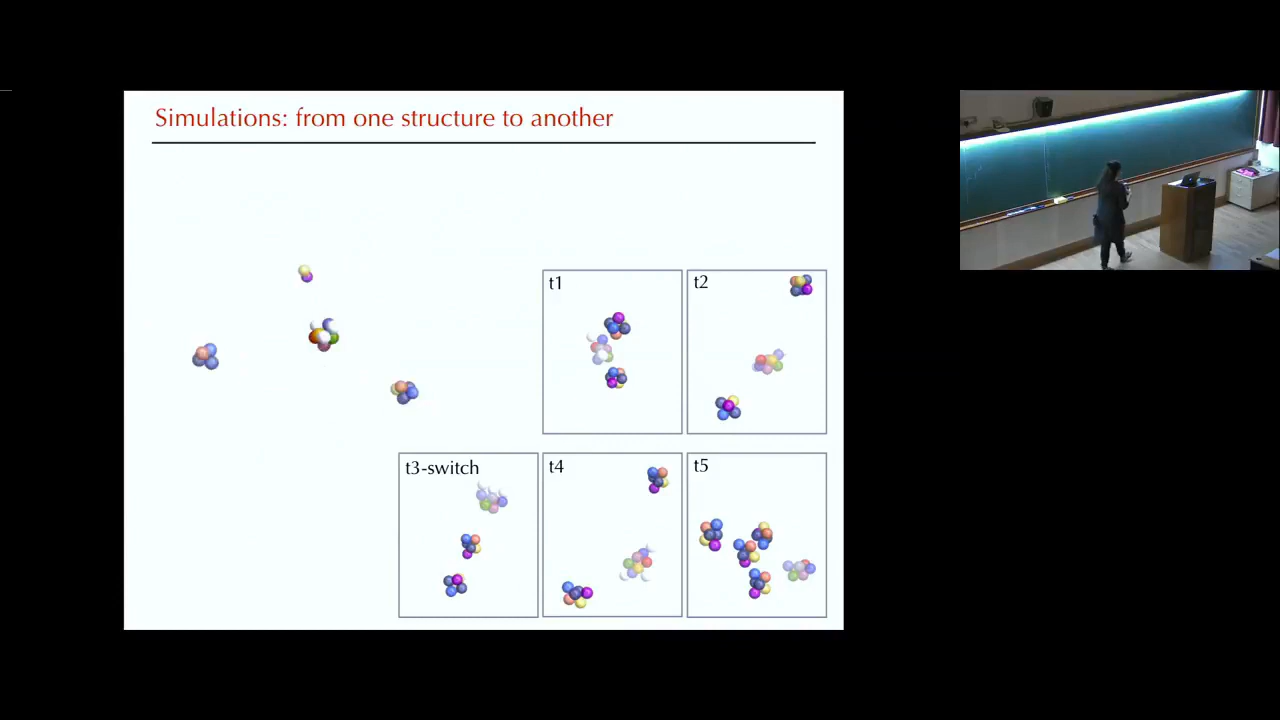 Simulations: from one structure to another
t1
t2
t3-switch
t4
t5